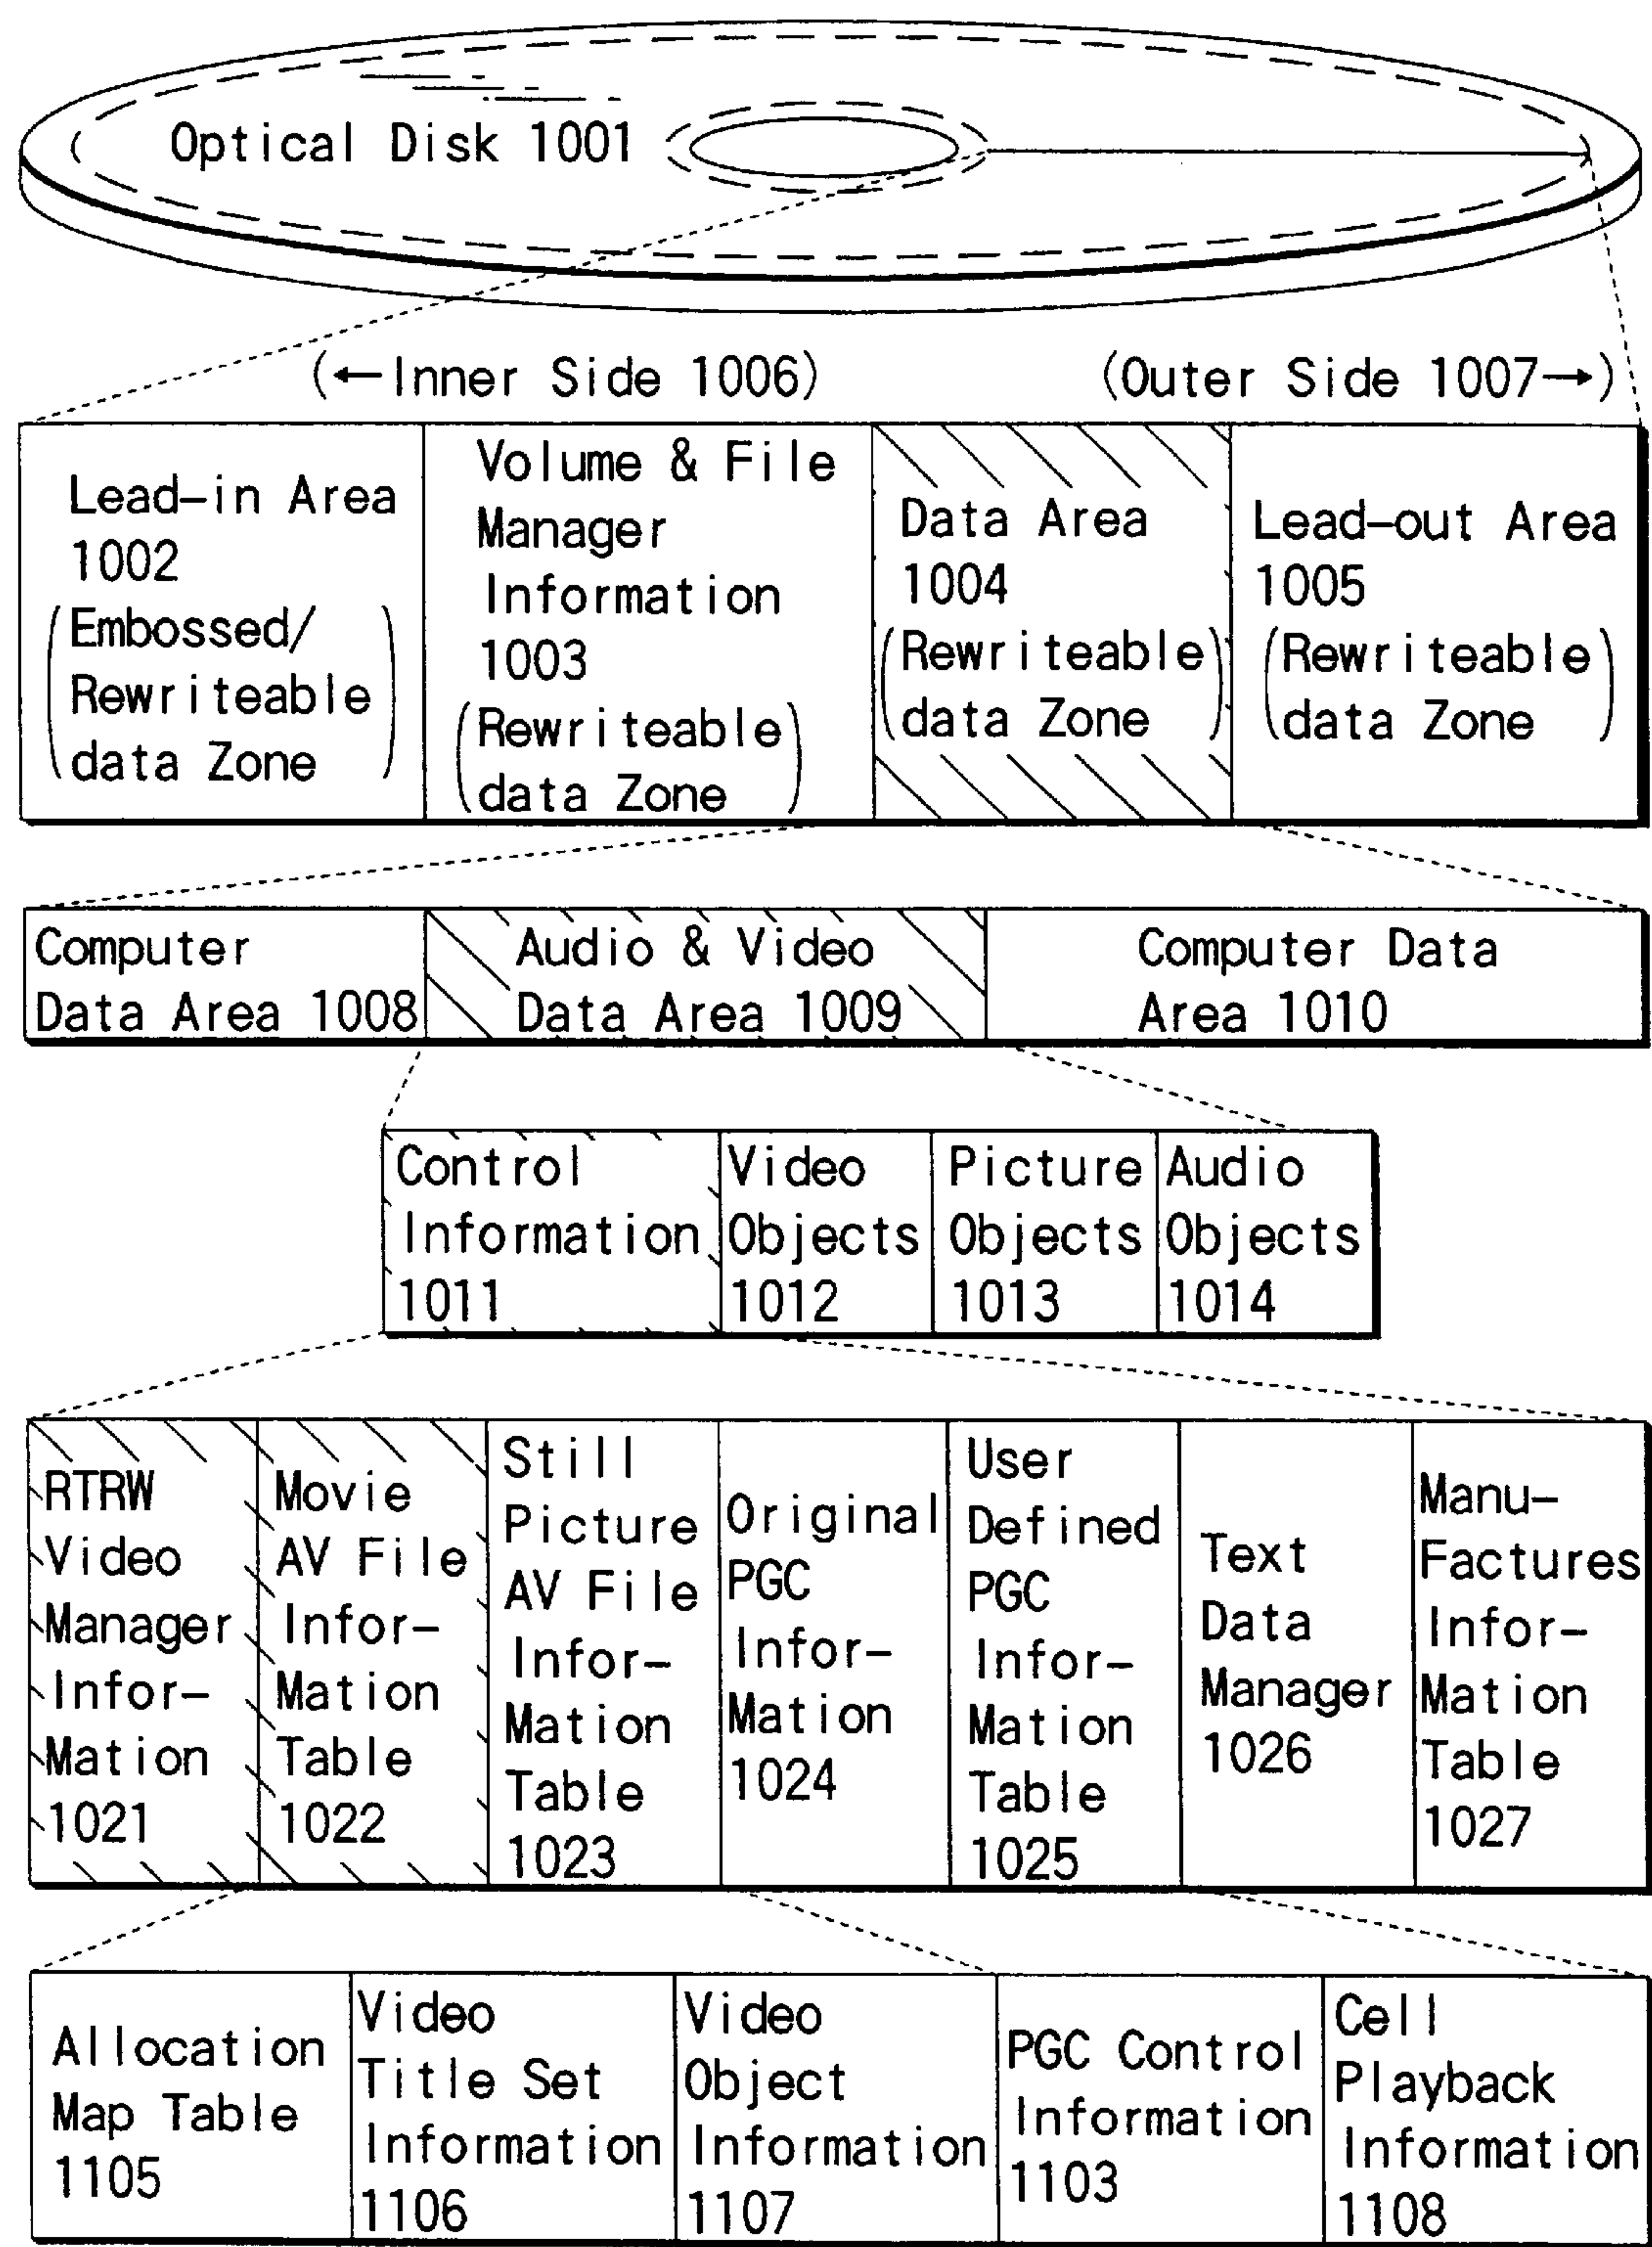 Optical Disk 1001
(←Inner Side 1006)
(Outer Side 1007→)
Lead-in Area
1002
(Embossed/
Rewriteable
data Zone)
Volume & File
Manager
Information
1003
(Rewriteable
data Zone)
Data Area
1004
(Rewriteable
data Zone)
Lead-out Area
1005
(Rewriteable
data Zone)
Computer
Data Area 1008
Audio & Video
Data Area 1009
Computer Data
Area 1010
Control
Information
1011
Video
Objects
1012
Picture
Objects
1013
Audio
Objects
1014
RTRW
Video
Manager
Infor-
Mation
1021
Movie
AV File
Infor-
Mation
Table
1022
Still
Picture
AV File
Infor-
Mation
Table
1023
Original
PGC
Infor-
Mation
1024
User
Defined
PGC
Infor-
Mation
Table
1025
Text
Data
Manager
1026
Manu-
Factures
Infor-
Mation
Table
1027
Allocation
Map Table
1105
Video
Title Set
Information
1106
Video
Object
Information
1107
PGC Control
Information
1103
Cell
Playback
Information
1108